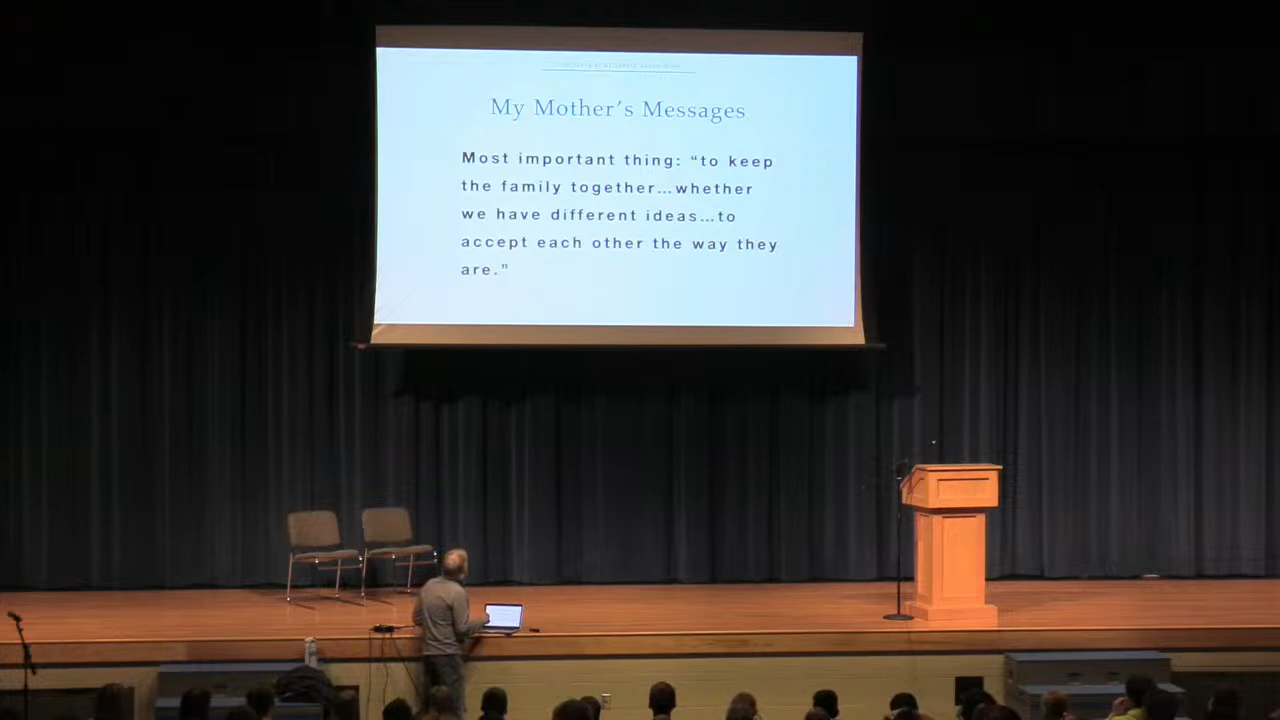 My Mother’s Messages
Most important thing: “to keep
the family together...whether
we have different ideas...to
accept each other the way they
are.”